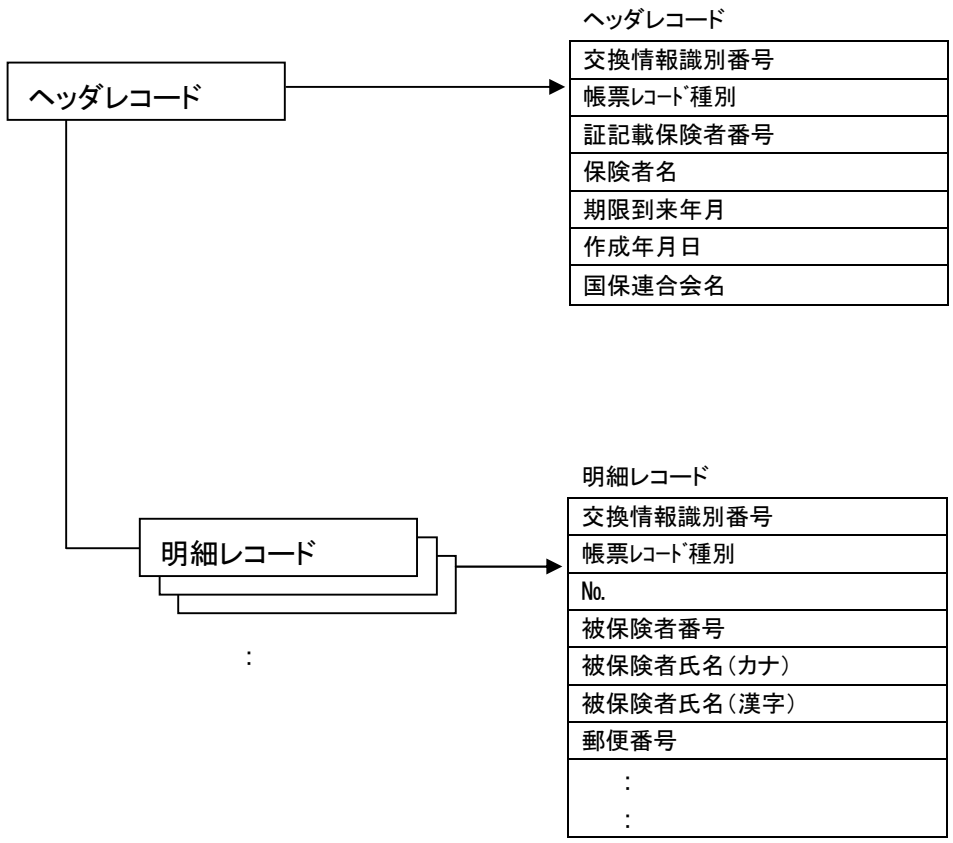 ヘッダレコード
ヘッダレコード
交換情報識別番号
帳票ﾚｺｰﾄﾞ種別
証記載保険者番号
保険者名
期限到来年月
作成年月日
国保連合会名
明細レコード
:
明細レコード
交換情報識別番号
帳票ﾚｺｰﾄﾞ種別
№
被保険者番号
被保険者氏名(カナ)
被保険者氏名(漢字)
郵便番号
:
: